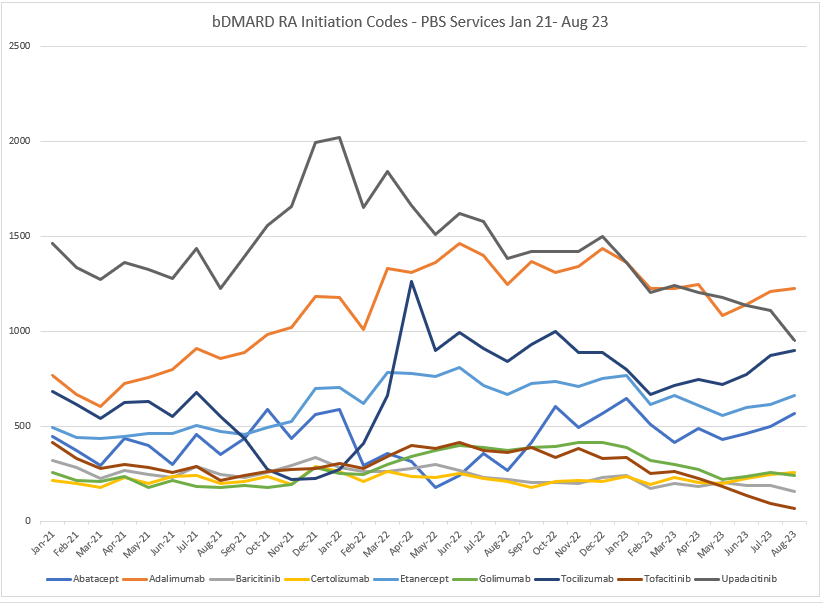 bDMARD RA Initiation Codes - PBS Services Jan 21- Aug 23
2500
2000
1500
1000
500
0
Jan-21
Feb-21
Mar-21
Apr-21
May-21
Jun-21
Jul-21
Aug-21
Sep-21
Oct-21
Nov-21
Dec-21
Jan-22
Feb-22
Mar-22
Apr-22
May-22
Jun-22
Jul-22
Aug-22
Sep-22
Oct-22
Nov-22
Dec-22
Jan-23
Feb-23
Mar-23
Apr-23
May-23
Jun-23
Jul-23
Aug-23
Abatacept Adalimumab Baricitinib Certolizumab Etanercept Golimumab Tocilizumab Tofacitinib Upadacitinib